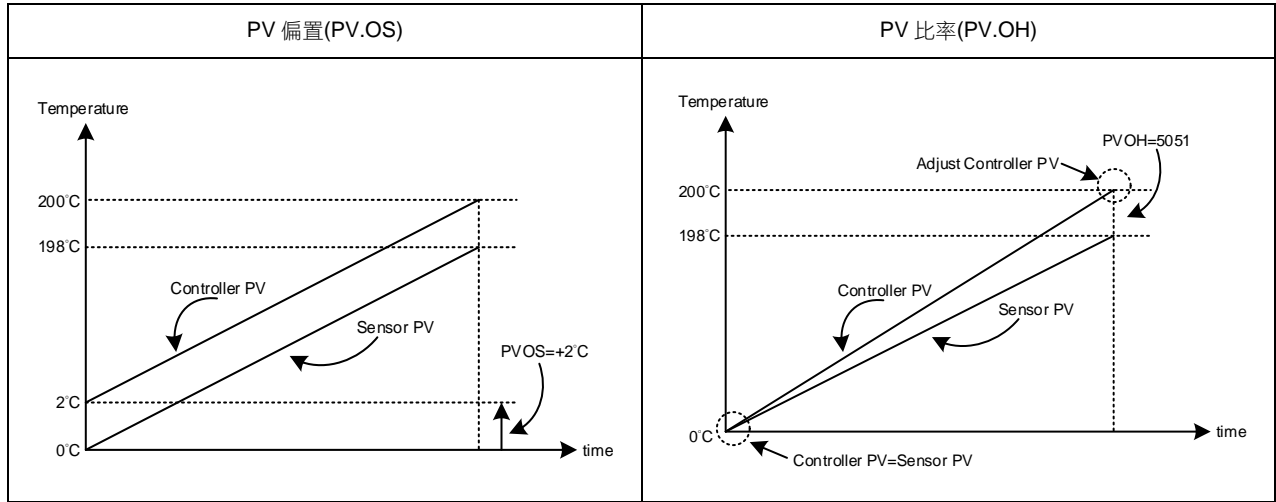 PV 偏置(PV.OS)
Temperature
200°C
198°C
Controller PV
Sensor PV
PVOS=+2°C
2°C
0°C
time
PV 比率(PV.OH)
Temperature
PVOH=5051
Adjust Controller PV
200°C
198°C
Controller PV
Sensor PV
0°C
time
Controller PV=Sensor PV